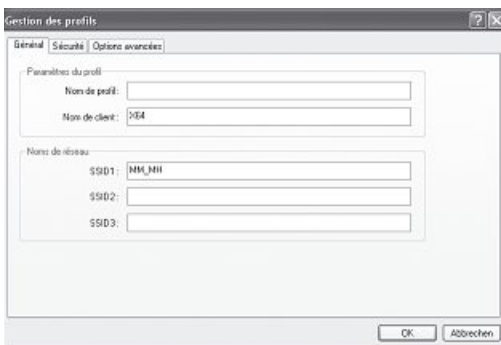 Gestion des profils
Général Sécurité Options avancées
Paramètres du profil
Nom de profil:
Nom de client: X64
Noms de réseau
SSID1: MM_MH
SSID2:
SSID3:
OK Abbrechen